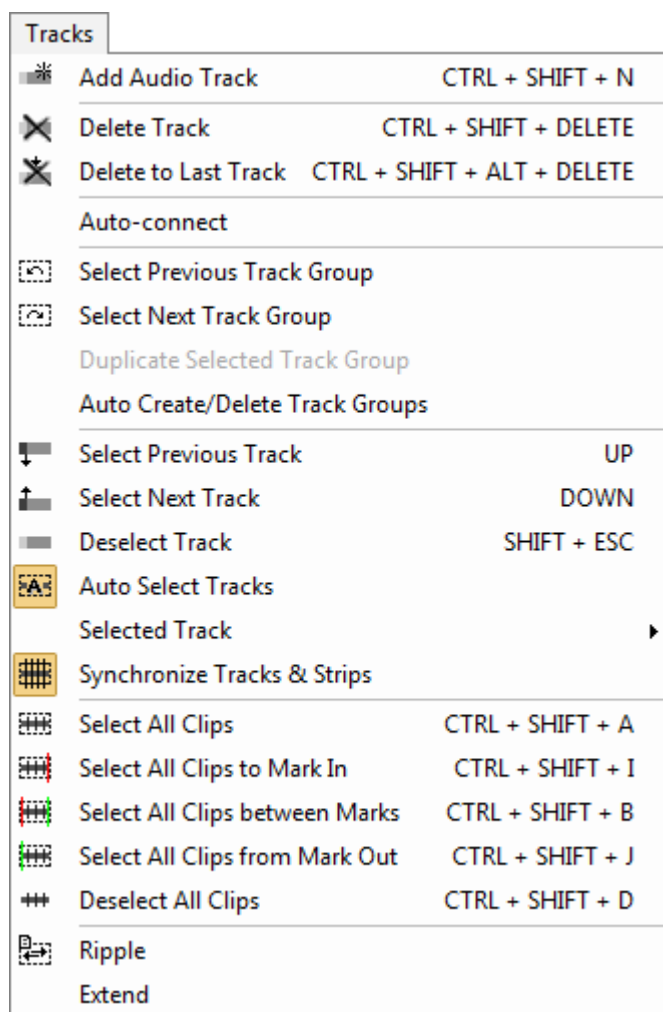 Tracks
Add Audio Track CTRL + SHIFT + N
Delete Track CTRL + SHIFT + DELETE
Delete to Last Track CTRL + SHIFT + ALT + DELETE
Auto-connect
Select Previous Track Group
Select Next Track Group
Duplicate Selected Track Group
Auto Create/Delete Track Groups
Select Previous Track UP
Select Next Track DOWN
Deselect Track SHIFT + ESC
Auto Select Tracks
Selected Track
Synchronize Tracks & Strips
Select All Clips CTRL + SHIFT + A
Select All Clips to Mark In CTRL + SHIFT + I
Select All Clips between Marks CTRL + SHIFT + B
Select All Clips from Mark Out CTRL + SHIFT + J
Deselect All Clips CTRL + SHIFT + D
Ripple
Extend